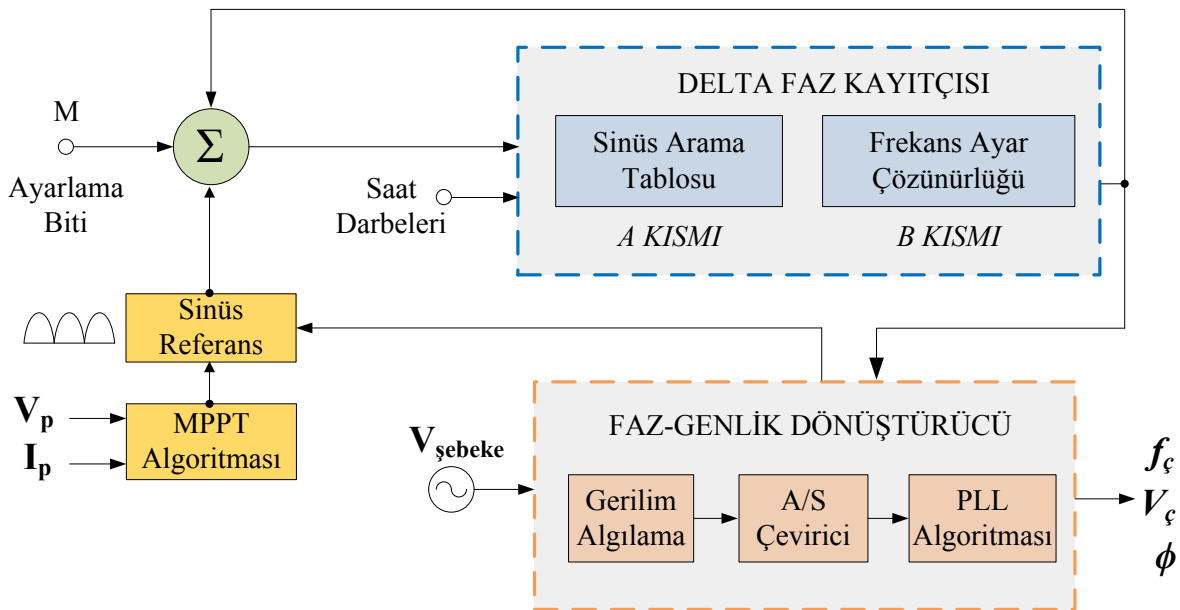 DELTA FAZ KAYITÇISI
M
Σ
Sinüs Arama
Tablosu
Frekans Ayar
Çözünürlüğü
Ayarlama
Biti
Saat
Darbeleri
A KISMI
B KISMI
Sinüs
Referans
Vp
Ip
MPPT
Algoritması
Vşebeke
FAZ-GENLİK DÖNÜŞTÜRÜCÜ
Gerilim
Algılama
A/S
Çevirici
PLL
Algoritması
fç
Vç
ϕ